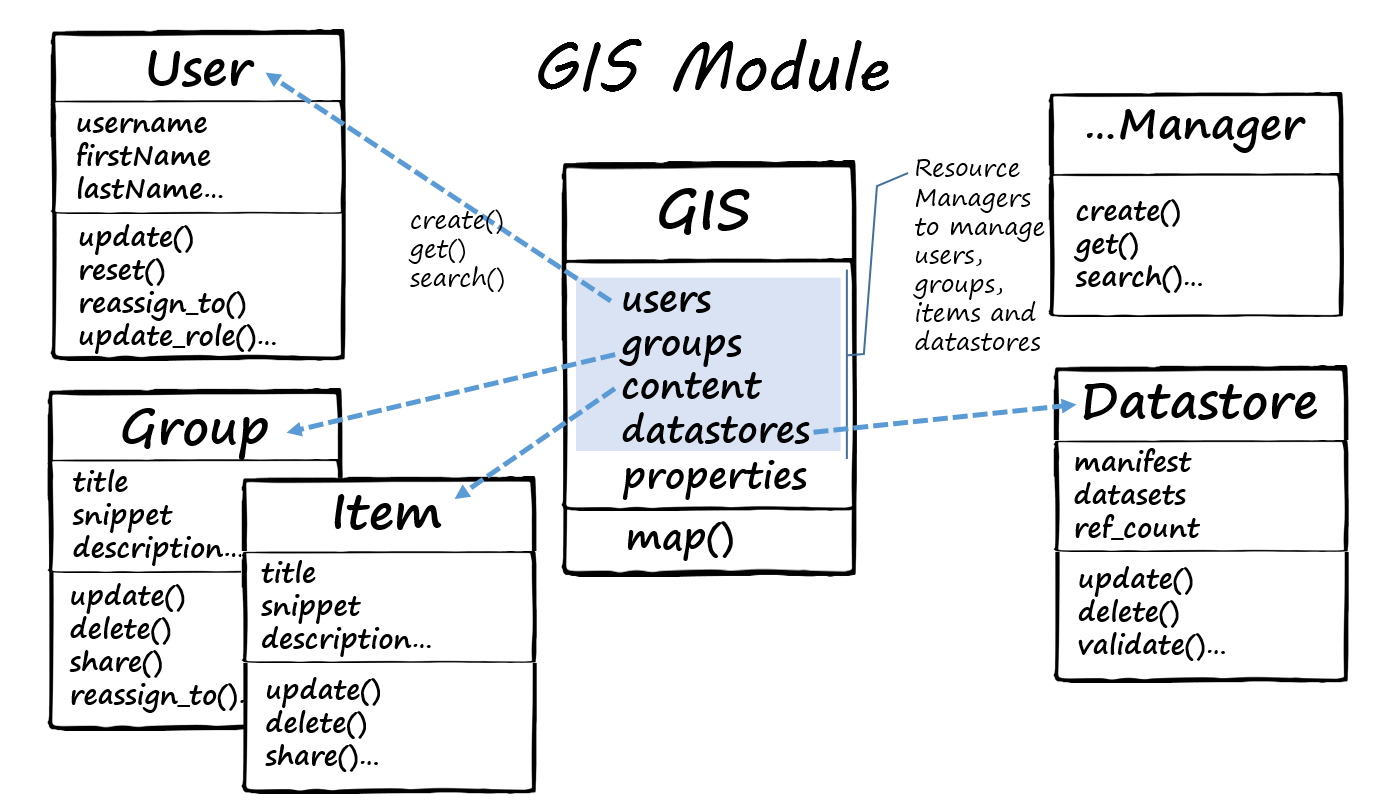 GIS Module
User
username
firstName
lastName...
update()
reset()
reassign_to()
update_role()...
create()
get()
search()
Group
title
snippet
description...
update()
delete()
share()
reassign_to().
Item
title
snippet
description...
update()
delete()
share()...
GIS
users
groups
content
datastores
properties
map()
Resource
Managers
to manage
users,
groups,
items and
datastores
...Manager
create()
get()
search()...
Datastore
manifest
datasets
ref_count
update()
delete()
validate()...